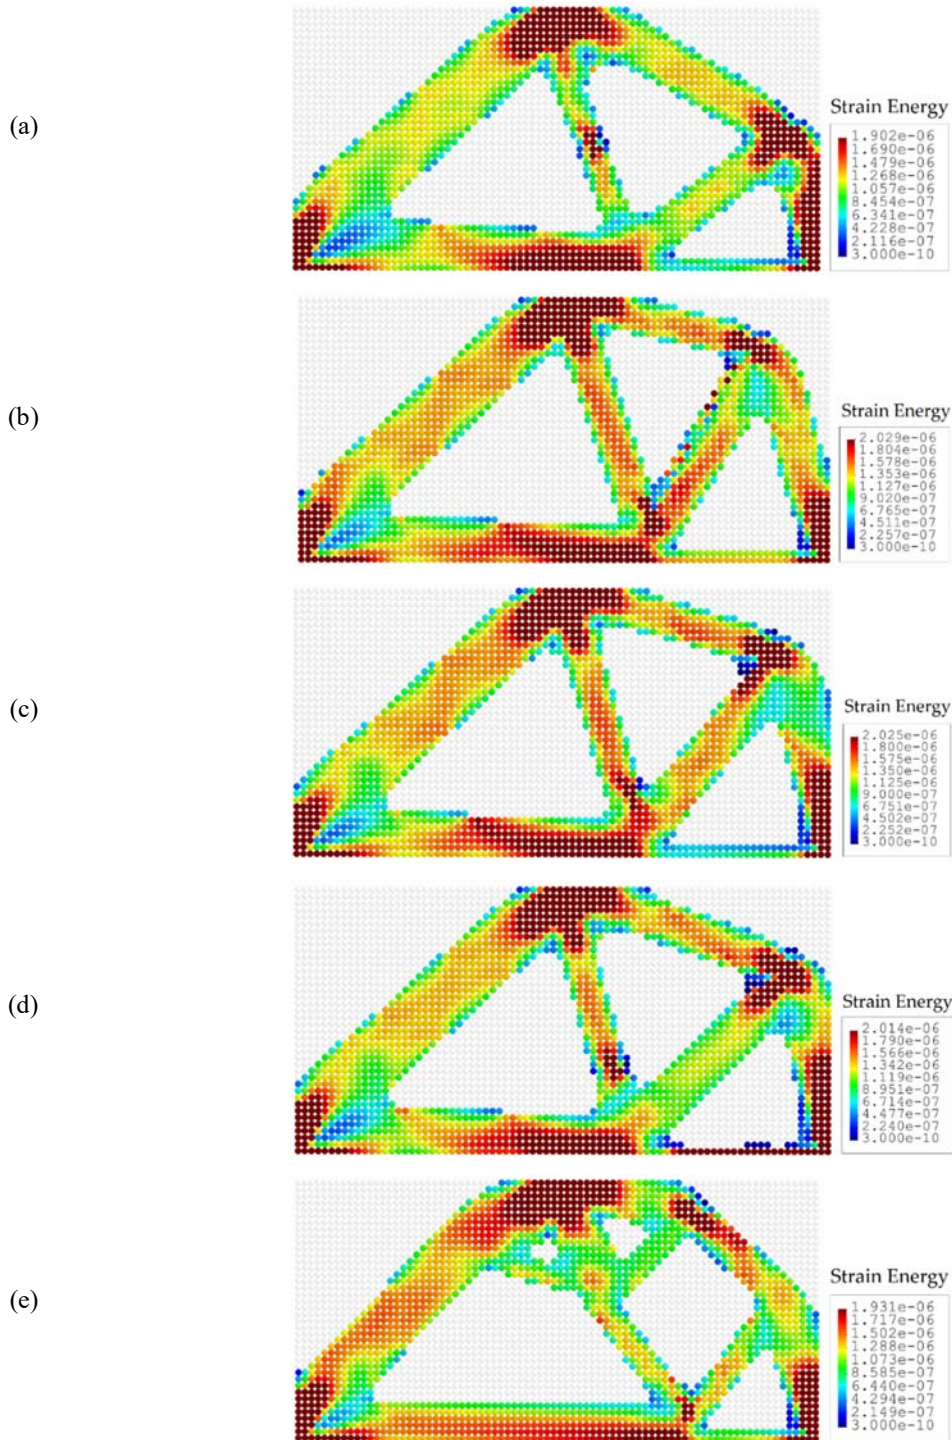 (a)
Strain Energy
1.902e-06
1.690e-06
1.479e-06
1.268e-06
1.057e-06
8.454e-07
6.341e-07
4.228e-07
2.116e-07
3.000e-10
(b)
Strain Energy
2.029e-06
1.804e-06
1.578e-06
1.353e-06
1.127e-06
9.020e-07
6.765e-07
4.511e-07
2.257e-07
3.000e-10
(c)
Strain Energy
2.025e-06
1.800e-06
1.575e-06
1.350e-06
1.125e-06
9.000e-07
6.751e-07
4.502e-07
2.252e-07
3.000e-10
(d)
Strain Energy
2.014e-06
1.790e-06
1.566e-06
1.342e-06
1.119e-06
8.951e-07
6.714e-07
4.477e-07
2.240e-07
3.000e-10
(e)
Strain Energy
1.931e-06
1.717e-06
1.502e-06
1.288e-06
1.073e-06
8.585e-07
6.440e-07
4.294e-07
2.149e-07
3.000e-10